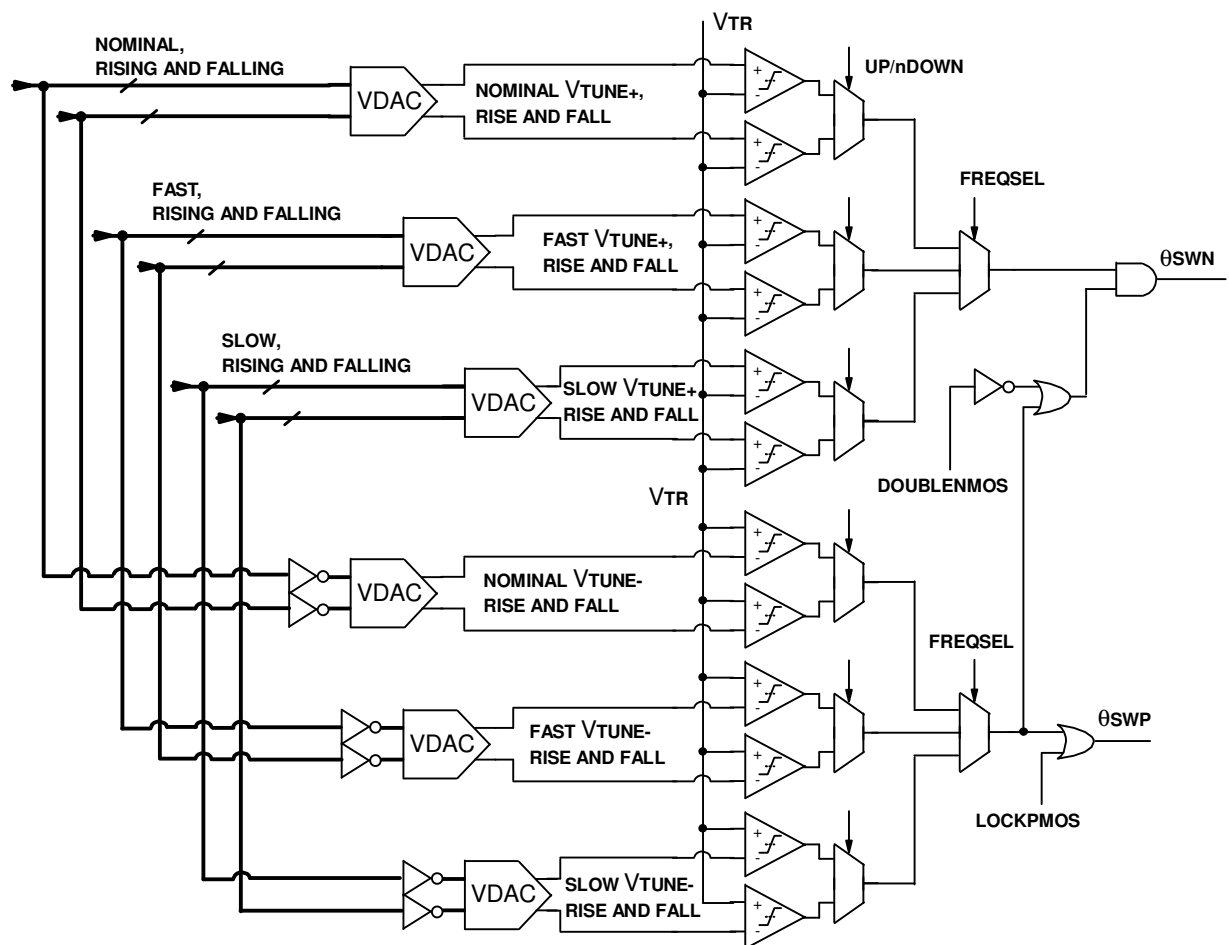 VTR
NOMINAL,
RISING AND FALLING
UP/nDOWN
VDAC
NOMINAL VTUNE+,
RISE AND FALL
+
-
+
-
FAST,
RISING AND FALLING
FREQSEL
VDAC
FAST VTUNE+,
RISE AND FALL
+
-
+
-
θSWN
SLOW,
RISING AND FALLING
VDAC
SLOW VTUNE+
RISE AND FALL
+
-
+
-
DOUBLENMOS
VTR
VDAC
NOMINAL VTUNE-
RISE AND FALL
+
-
+
-
FREQSEL
VDAC
FAST VTUNE-
RISE AND FALL
+
-
+
-
θSWP
LOCKPMOS
VDAC
SLOW VTUNE-
RISE AND FALL
+
-
+
-